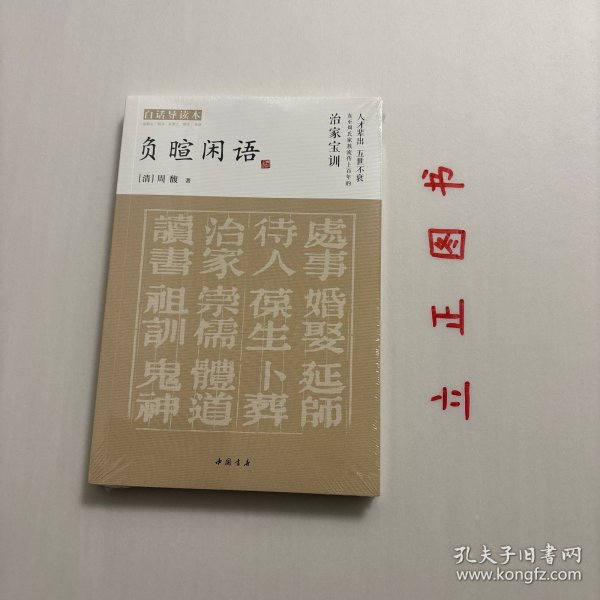 白话导读本
负暄闲语
[清] 周馥 著
人才辈出 五世不衰
治家宝训
處事 婚娶 延師
待人 葆生 卜葬
治家 崇儒 體道
讀書 祖訓 鬼神
中国书店
立正图书
孔夫子旧书网
www.kongfz.com